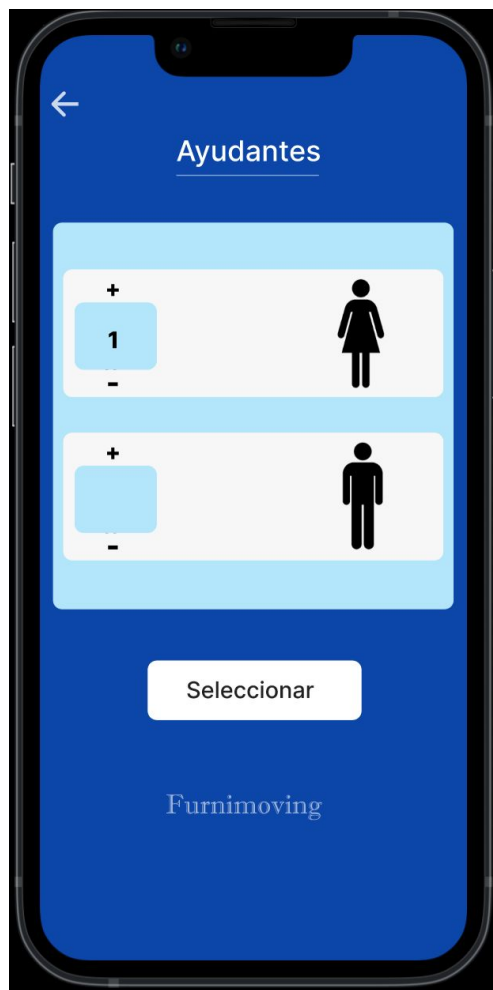 Ayudantes
+
1
-
+
-
Seleccionar
Furnimoving